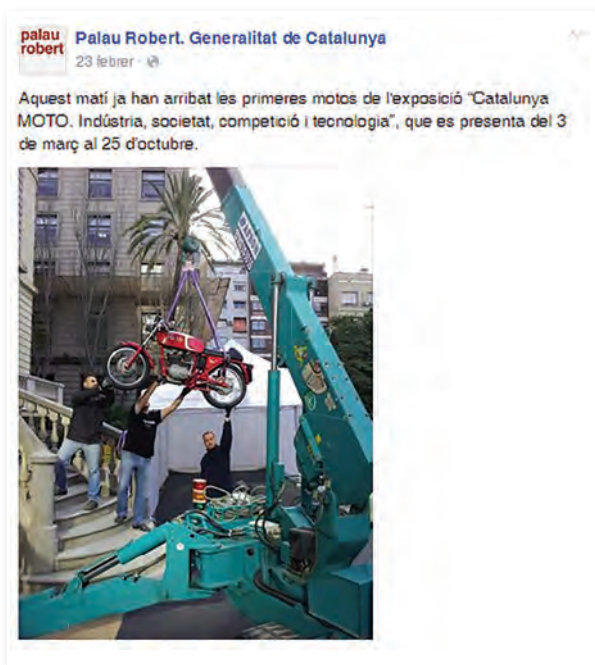 palau
robert
Palau Robert. Generalitat de Catalunya
23 febrer
Aquest matí ja han arribat les primeres motos de l'exposició “Catalunya
MOTO. Indústria, societat, competició i tecnologia”, que es presenta del 3
de març al 25 d'octubre.